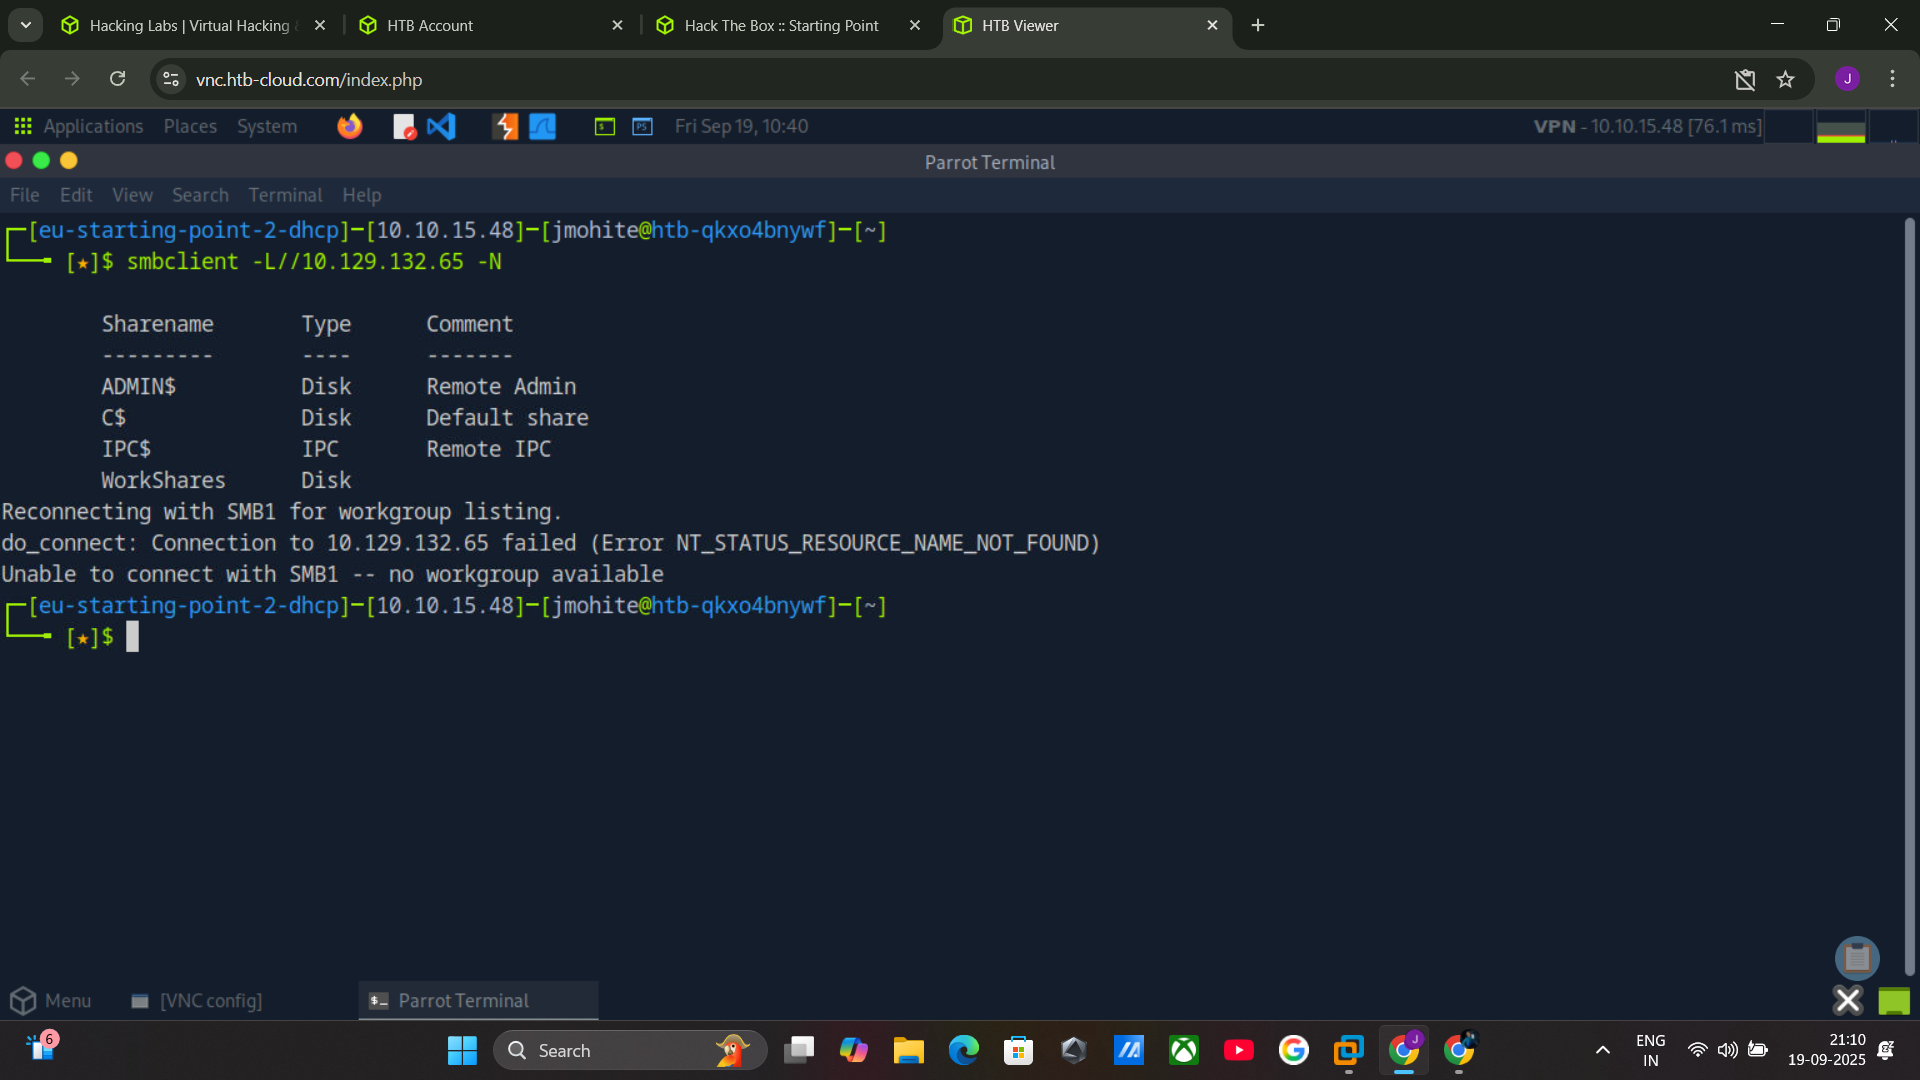 Hacking Labs | Virtual Hacking
HTB Account
Hack The Box :: Starting Point
HTB Viewer
vnc.htb-cloud.com/index.php
J
Applications Places System
Fri Sep 19, 10:40
VPN - 10.10.15.48 [76.1 ms]
Parrot Terminal
File Edit View Search Terminal Help
┌─[eu-starting-point-2-dhcp]─[10.10.15.48]─[jmohite@htb-qkxo4bnywf]─[~]
└──╼ [★]$ smbclient -L//10.129.132.65 -N
Sharename Type Comment
--------- ---- -------
ADMIN$ Disk Remote Admin
C$ Disk Default share
IPC$ IPC Remote IPC
WorkShares Disk
Reconnecting with SMB1 for workgroup listing.
do_connect: Connection to 10.129.132.65 failed (Error NT_STATUS_RESOURCE_NAME_NOT_FOUND)
Unable to connect with SMB1 -- no workgroup available
┌─[eu-starting-point-2-dhcp]─[10.10.15.48]─[jmohite@htb-qkxo4bnywf]─[~]
└──╼ [★]$
Menu
[VNC config]
Parrot Terminal
6
Search
J
ENG
IN
21:10
19-09-2025